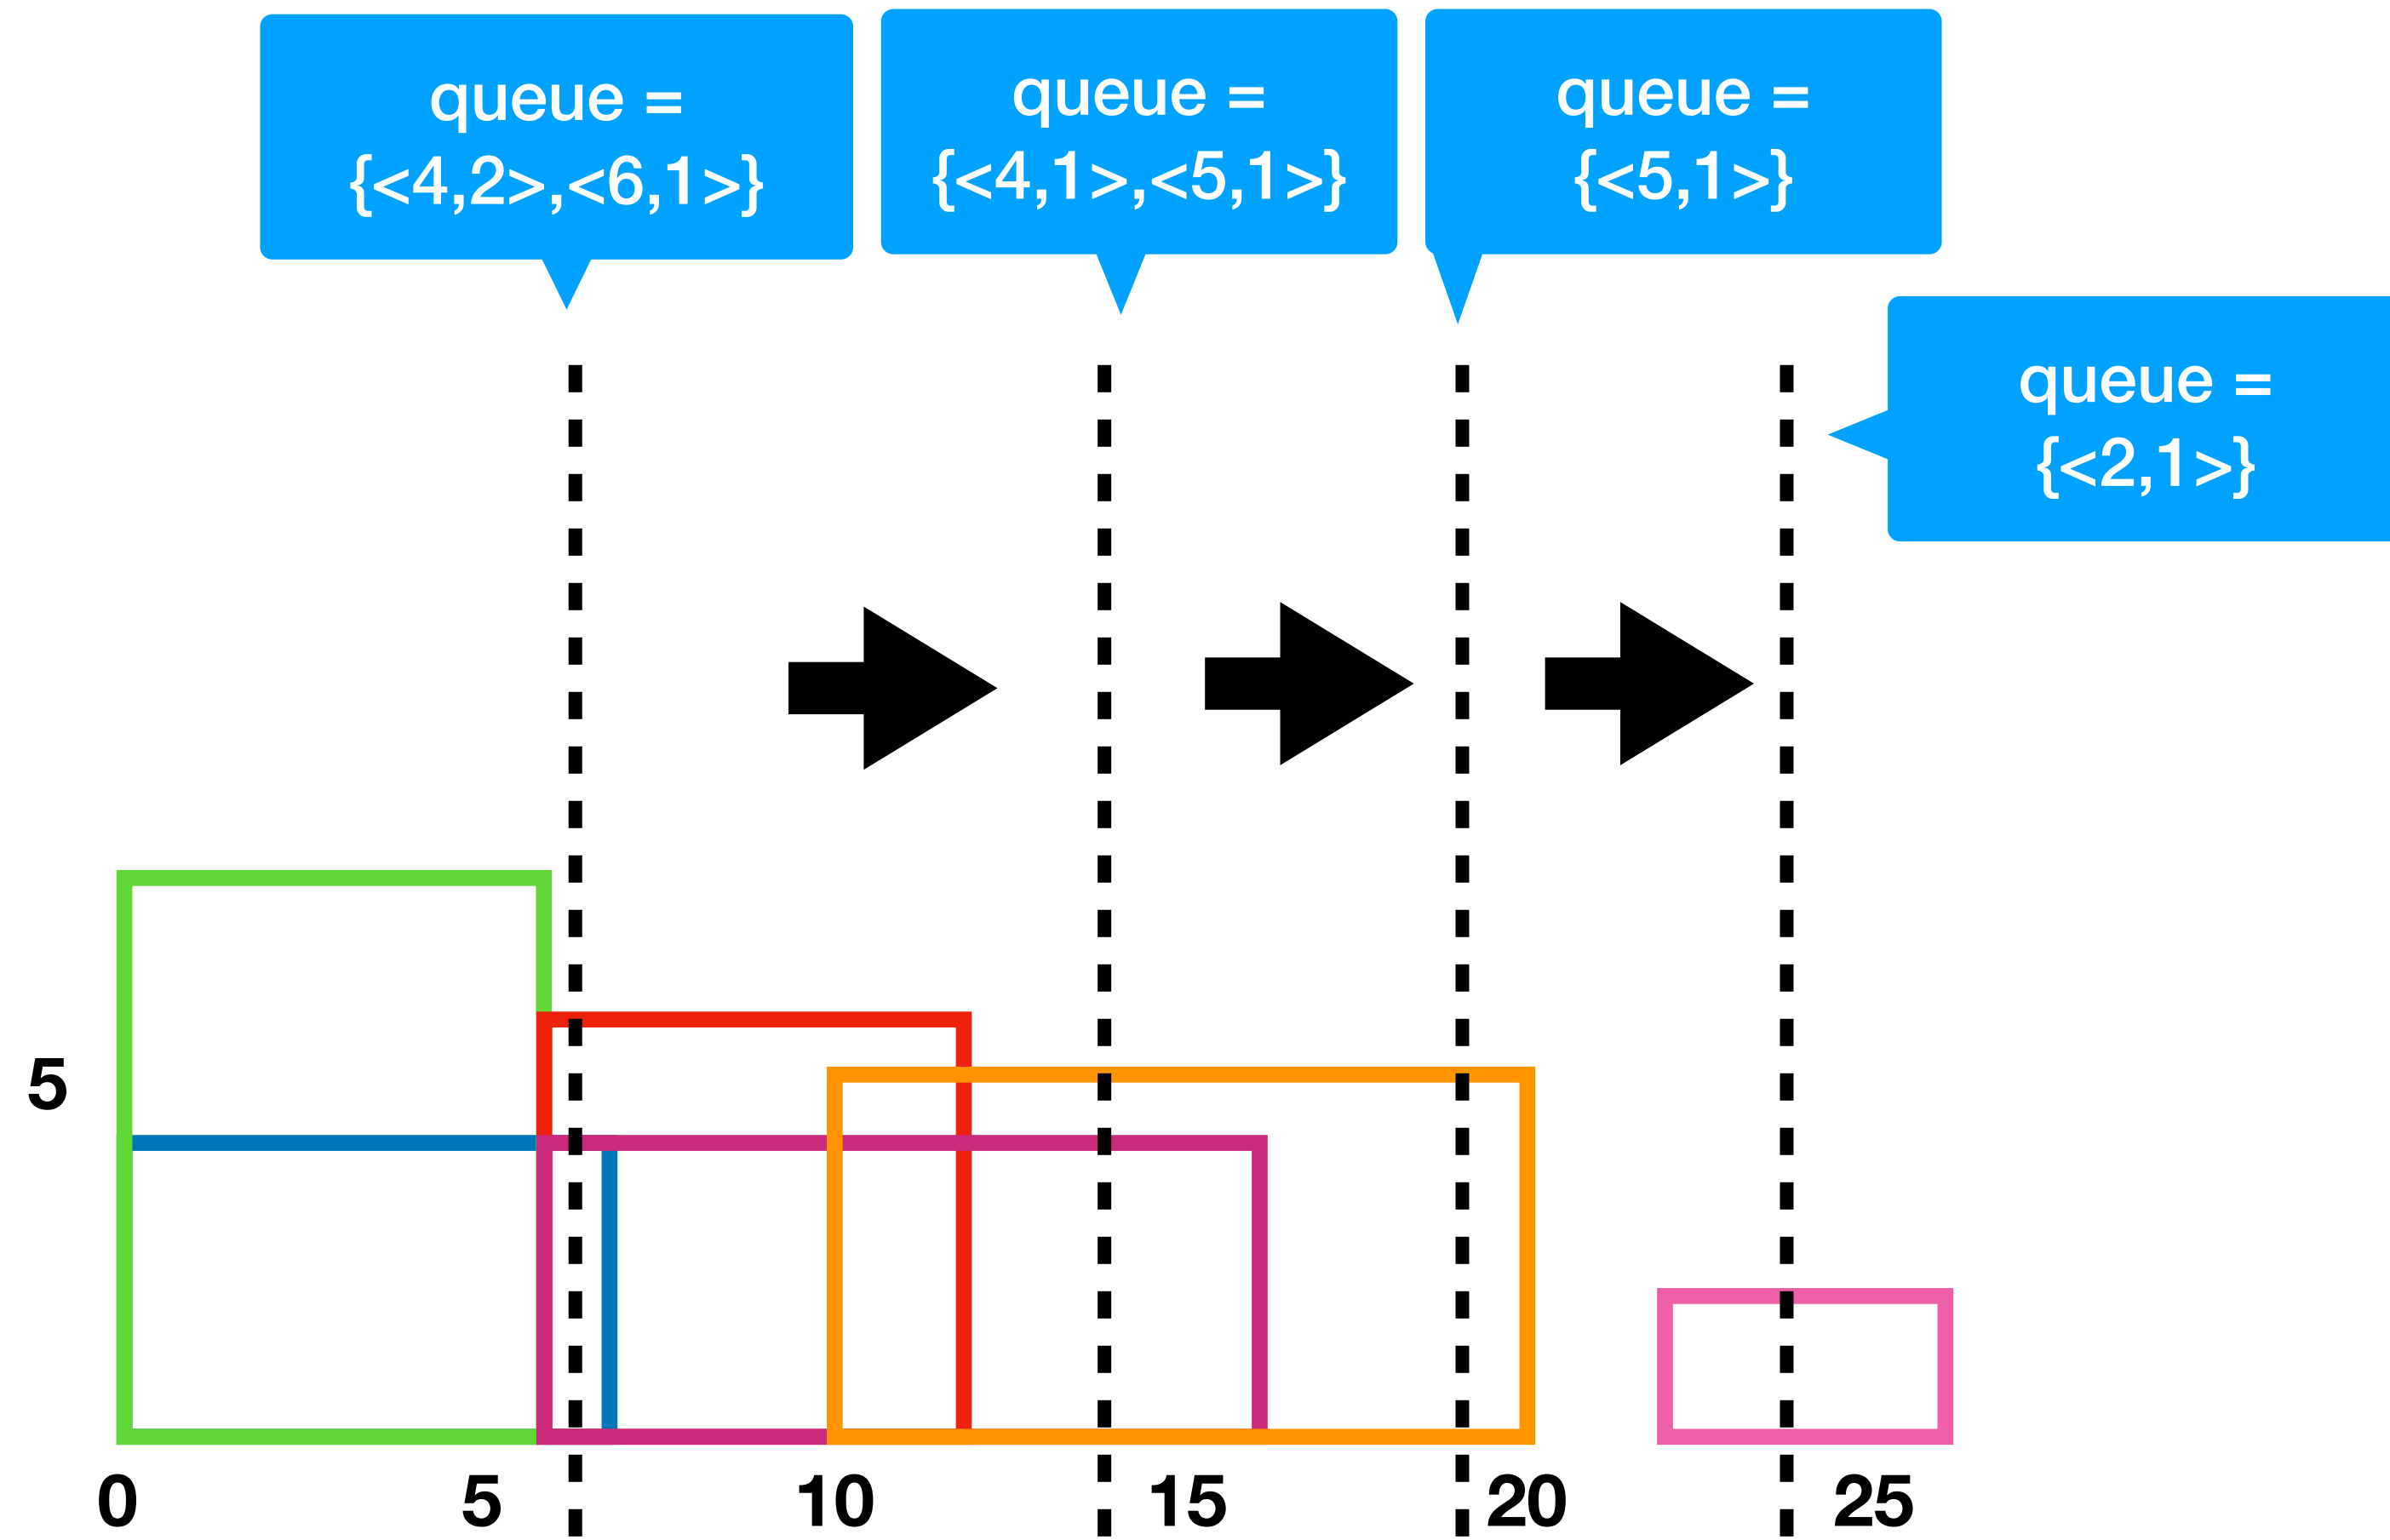 queue =
{<4,2>;<6,1>}
queue =
{<4,1>,<5,1>}
queue =
{<5,1>}
queue =
{<2,1>}
5
0 5 10 15 20 25